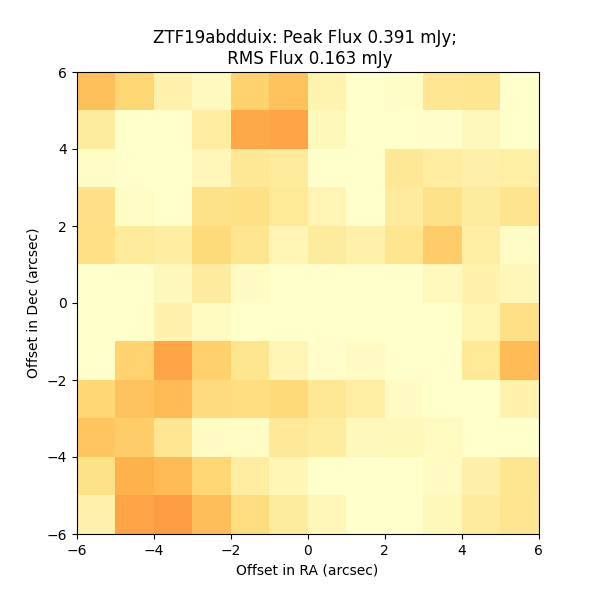 ZTF19abdduix: Peak Flux 0.391 mJy;
RMS Flux 0.163 mJy
6
4
2
0
−2
−4
−6
Offset in Dec (arcsec)
−6 −4 −2 0 2 4 6
Offset in RA (arcsec)